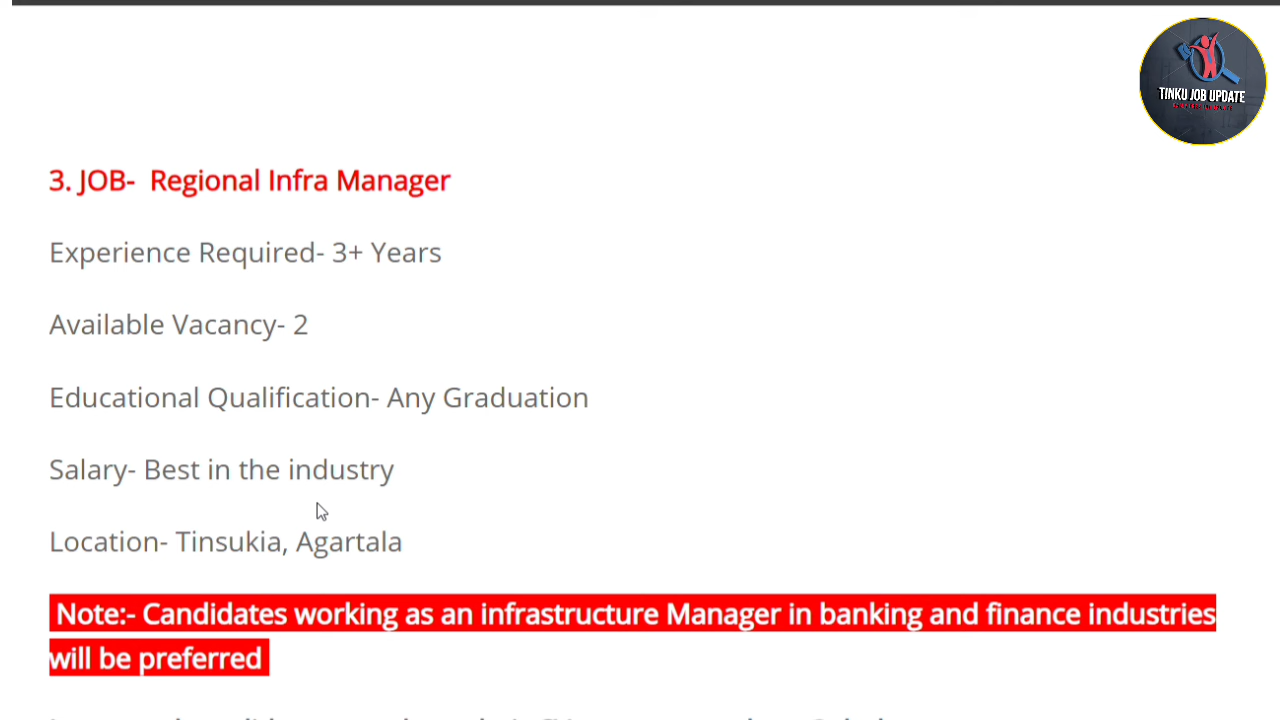 TINKU JOB UPDATE
3. JOB- Regional Infra Manager
Experience Required- 3+ Years
Available Vacancy- 2
Educational Qualification- Any Graduation
Salary- Best in the industry
Location- Tinsukia, Agartala
Note:- Candidates working as an infrastructure Manager in banking and finance industries
will be preferred